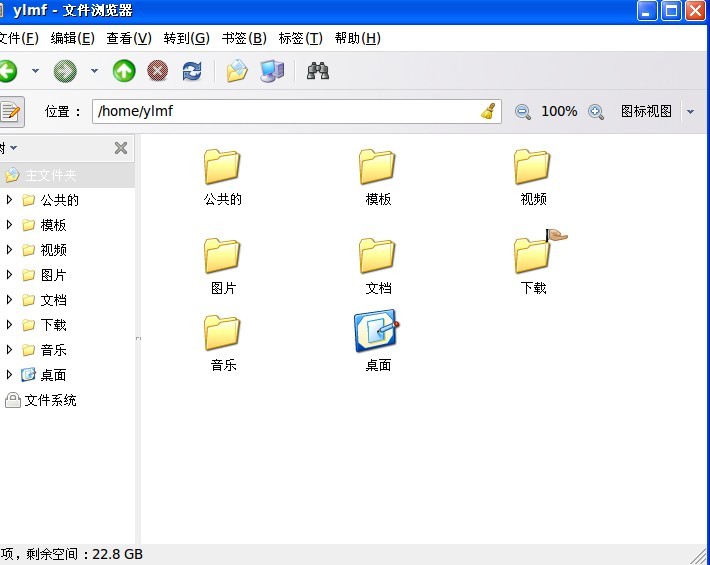 ylmf - 文件浏览器
文件(F) 编辑(E) 查看(V) 转到(G) 书签(B) 标签(T) 帮助(H)
位置： /home/ylmf 100% 图标视图
树
主文件夹
公共的
模板
视频
图片
文档
下载
音乐
桌面
文件系统
公共的 模板 视频
图片 文档 下载
音乐 桌面
项，剩余空间：22.8 GB